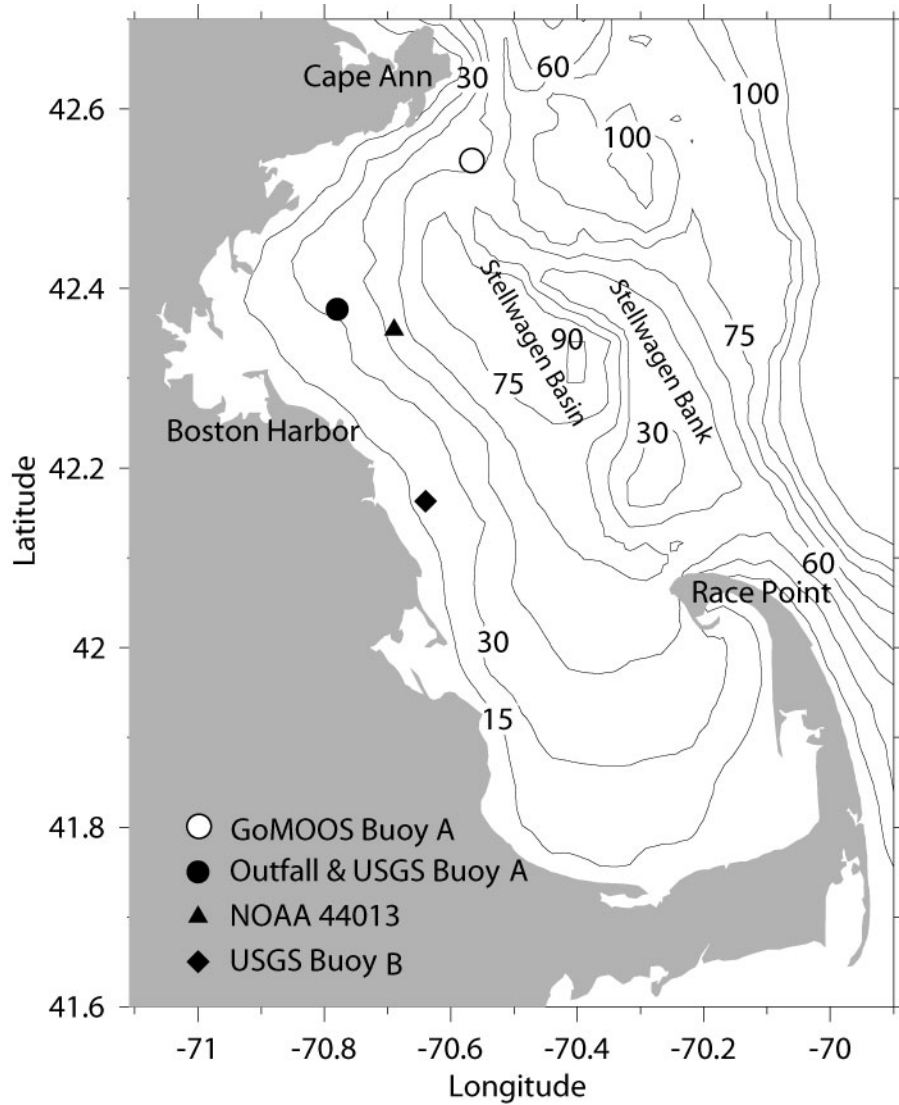 Cape Ann
30
60
100
42.6
100
42.4
Stellwagen Basin
Stellwagen Bank
90
75
75
Boston Harbor
30
42.2
Latitude
60
Race Point
42
30
15
41.8
GoMOOS Buoy A
Outfall & USGS Buoy A
NOAA 44013
USGS Buoy B
41.6
-71
-70.8
-70.6
-70.4
-70.2
-70
Longitude